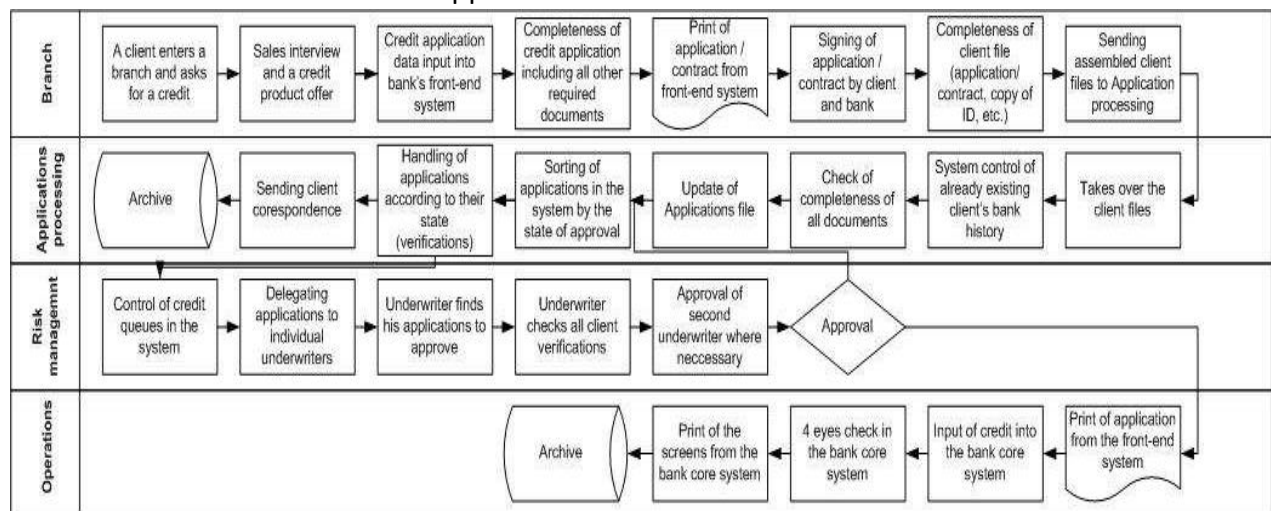 Branch
A client enters a
branch and asks
for a credit
Sales interview
and a credit
product offer
Credit application
data input into
bank's front-end
system
Completeness of
credit application
including all other
required
documents
Print of
application /
contract from
front-end system
Signing of
application /
contract by client
and bank
Completeness of
client file
(application/
contract, copy of
ID, etc.)
Sending
assembled client
files to Application
processing
Applications
processing
Archive
Sending client
corespondence
Handling of
applications
according to their
state
(verifications)
Sorting of
applications in the
system by the
state of approval
Update of
Applications file
Check of
completeness of
all documents
System control of
already existing
client's bank
history
Takes over the
client files
Risk
managemnt
Control of credit
queues in the
system
Delegating
applications to
individual
underwriters
Underwriter finds
his applications to
approve
Underwriter
checks all client
verifications
Approval of
second
underwriter where
neccessary
Approval
Operations
Archive
Print of the
screens from the
bank core system
4 eyes check in
the bank core
system
Input of credit into
the bank core
system
Print of application
from the front-end
system